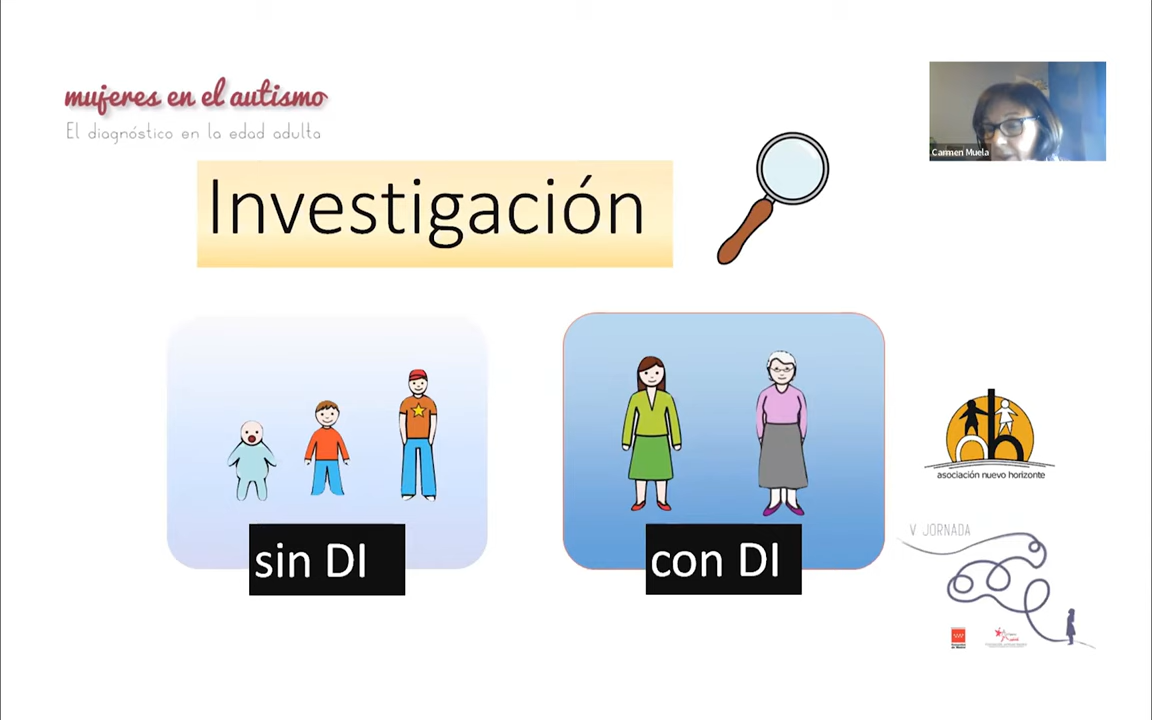 mujeres en el autismo
El diagnóstico en la edad adulta
Carmen Muela
Investigación
sin DI
con DI
asociación nuevo horizonte
V JORNADA